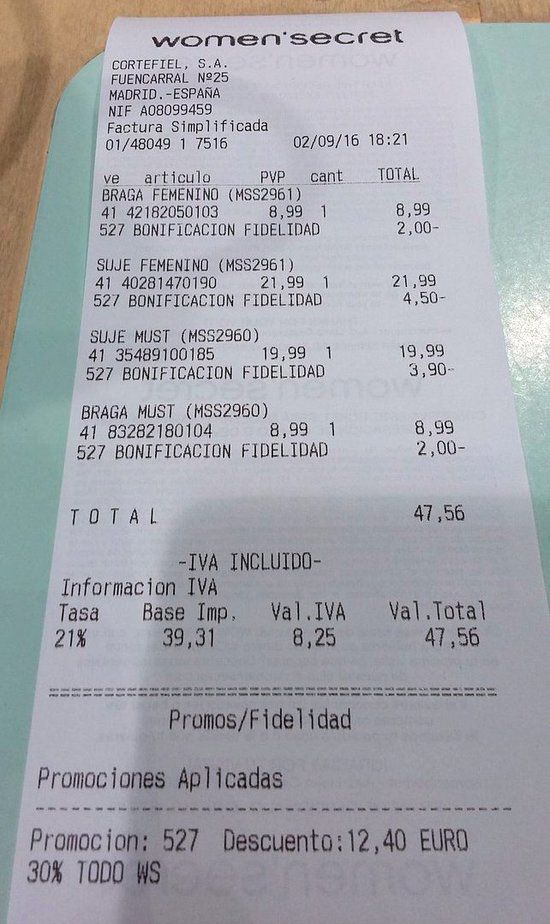 women'secret
CORTEFIEL, S.A.
FUENCARRAL Nº25
MADRID.-ESPAÑA
NIF A08099459
Factura Simplificada
01/48049 1 7516 02/09/16 18:21
ve articulo PVP cant TOTAL
BRAGA FEMENINO (MSS2961)
41 42182050103 8,99 1 8,99
527 BONIFICACION FIDELIDAD 2,00-
SUJE FEMENINO (MSS2961)
41 40281470190 21,99 1 21,99
527 BONIFICACION FIDELIDAD 4,50-
SUJE MUST (MSS2960)
41 35489100185 19,99 1 19,99
527 BONIFICACION FIDELIDAD 3,90-
BRAGA MUST (MSS2960)
41 83282180104 8,99 1 8,99
527 BONIFICACION FIDELIDAD 2,00-
T O T A L 47,56
-IVA INCLUIDO-
Informacion IVA
Tasa Base Imp. Val.IVA Val.Total
21% 39,31 8,25 47,56
Promos/Fidelidad
Promociones Aplicadas
Promocion: 527 Descuento:12,40 EURO
30% TODO WS